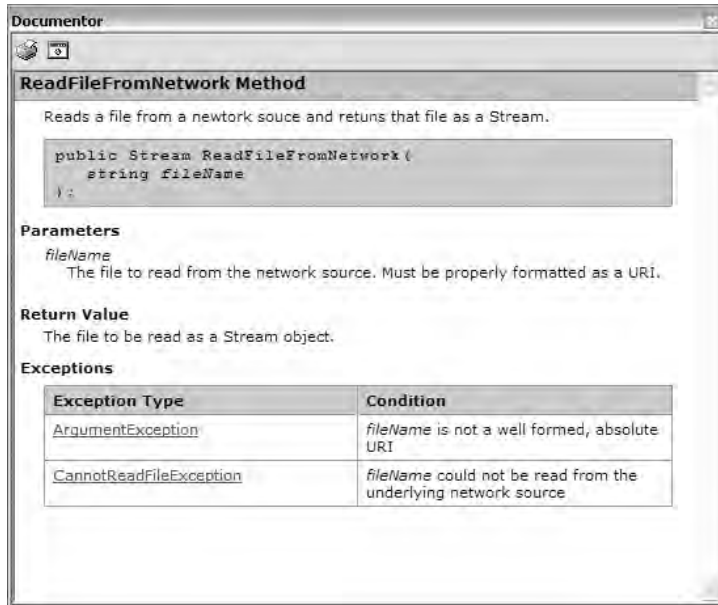 Documentor
ReadFileFromNetwork Method
Reads a file from a newtork souce and retuns that file as a Stream.
public Stream ReadFileFromNetwork(
string fileName
);
Parameters
fileName
The file to read from the network source. Must be properly formatted as a URI.
Return Value
The file to be read as a Stream object.
Exceptions
Exception Type Condition
ArgumentException fileName is not a well formed, absolute
URI
CannotReadFileException fileName could not be read from the
underlying network source